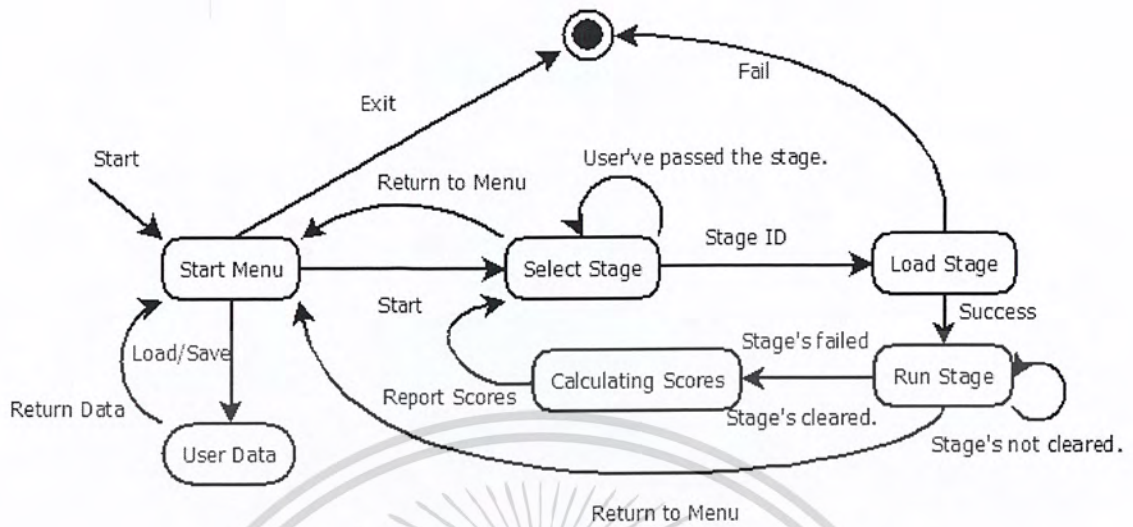 Fail
Exit
Start
User've passed the stage.
Return to Menu
Stage ID
Start Menu
Select Stage
Load Stage
Start
Success
Load/Save
Stage's failed
Calculating Scores
Run Stage
Return Data
Report Scores
Stage's cleared.
User Data
Stage's not cleared.
Return to Menu